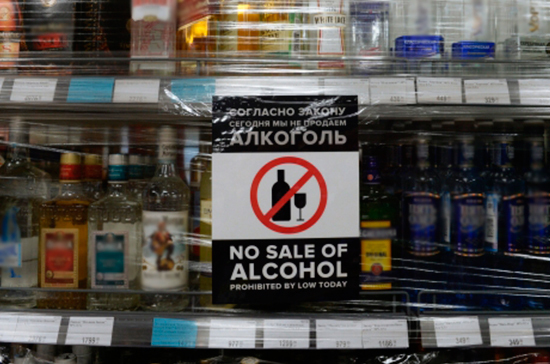 СОГЛАСНО ЗАКОНУ
СЕГОДНЯ МЫ НЕ ПРОДАЕМ
АЛКОГОЛЬ
NO SALE OF
ALCOHOL
PROHIBITED BY LOW TODAY